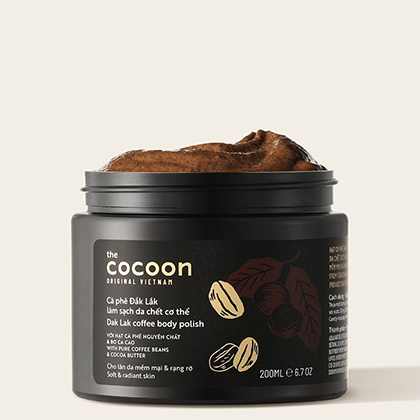 the
cocoon
ORIGINAL VIETNAM
Cà phê Đắk Lắk
làm sạch da chết cơ thể
Dak Lak coffee body polish
VỚI HẠT CÀ PHÊ NGUYÊN CHẤT
& BƠ CA CAO
WITH PURE COFFEE BEANS
& COCOA BUTTER
Cho làn da mềm mại & rạng rỡ
Soft & radiant skin
200ML ℮ 6.7 OZ